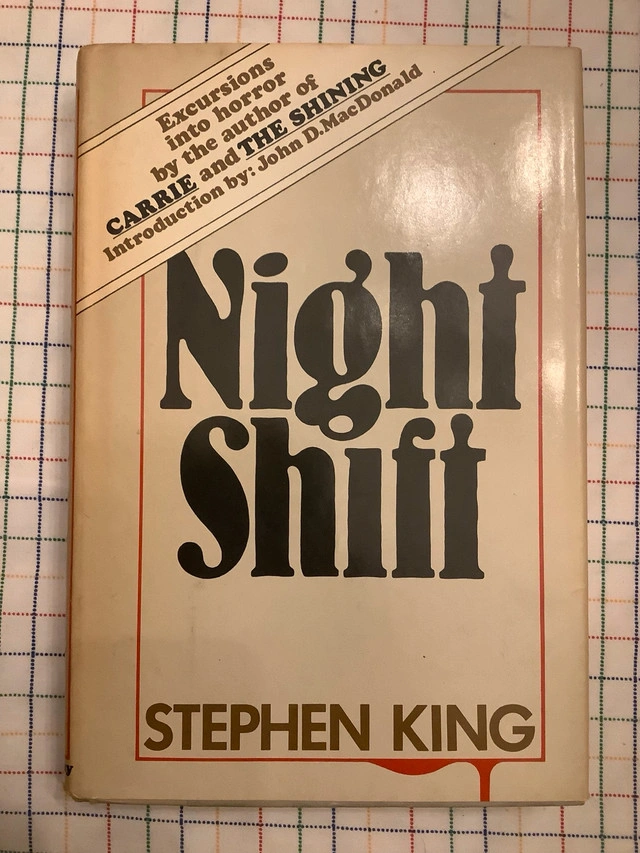 Excursions
into horror
by the author of
CARRIE and THE SHINING
Introduction by: John D. MacDonald
Night
Shift
STEPHEN KING